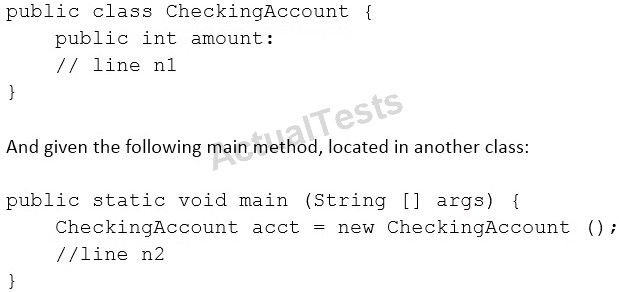 public class CheckingAccount {
public int amount:
// line n1
}
ActualTests
And given the following main method, located in another class:
public static void main (String [] args) {
CheckingAccount acct = new CheckingAccount ();
//line n2
}